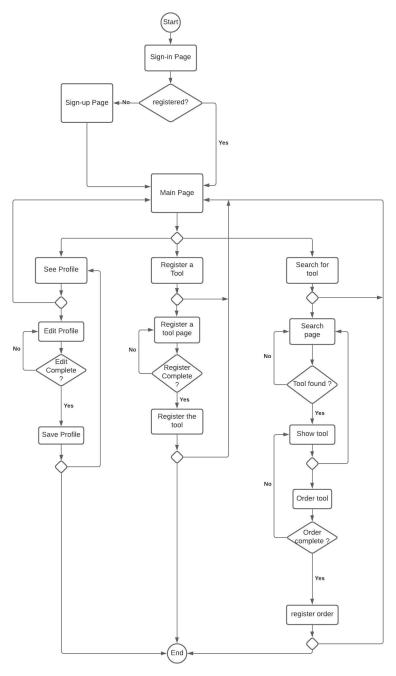 Start
Sign-in Page
registered?
No
Sign-up Page
Yes
Main Page
See Profile
Edit Profile
No
Edit
Complete
?
Yes
Save Profile
Register a
Tool
Register a
tool page
No
Register
Complete
?
Yes
Register the
tool
Search for
tool
Search
page
No
Tool found ?
Yes
Show tool
No
Order tool
Order
complete ?
Yes
register order
End